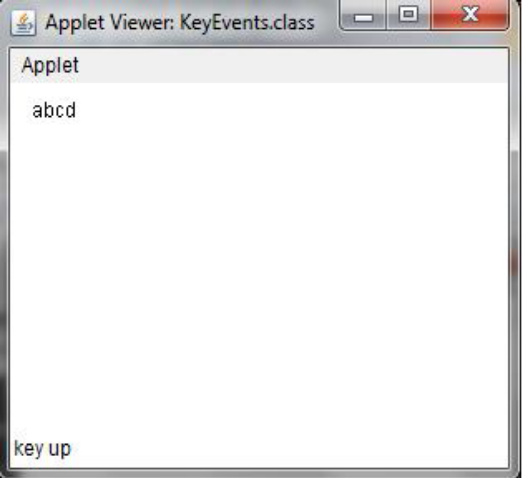 Applet Viewer: KeyEvents.class
Applet
abcd
key up